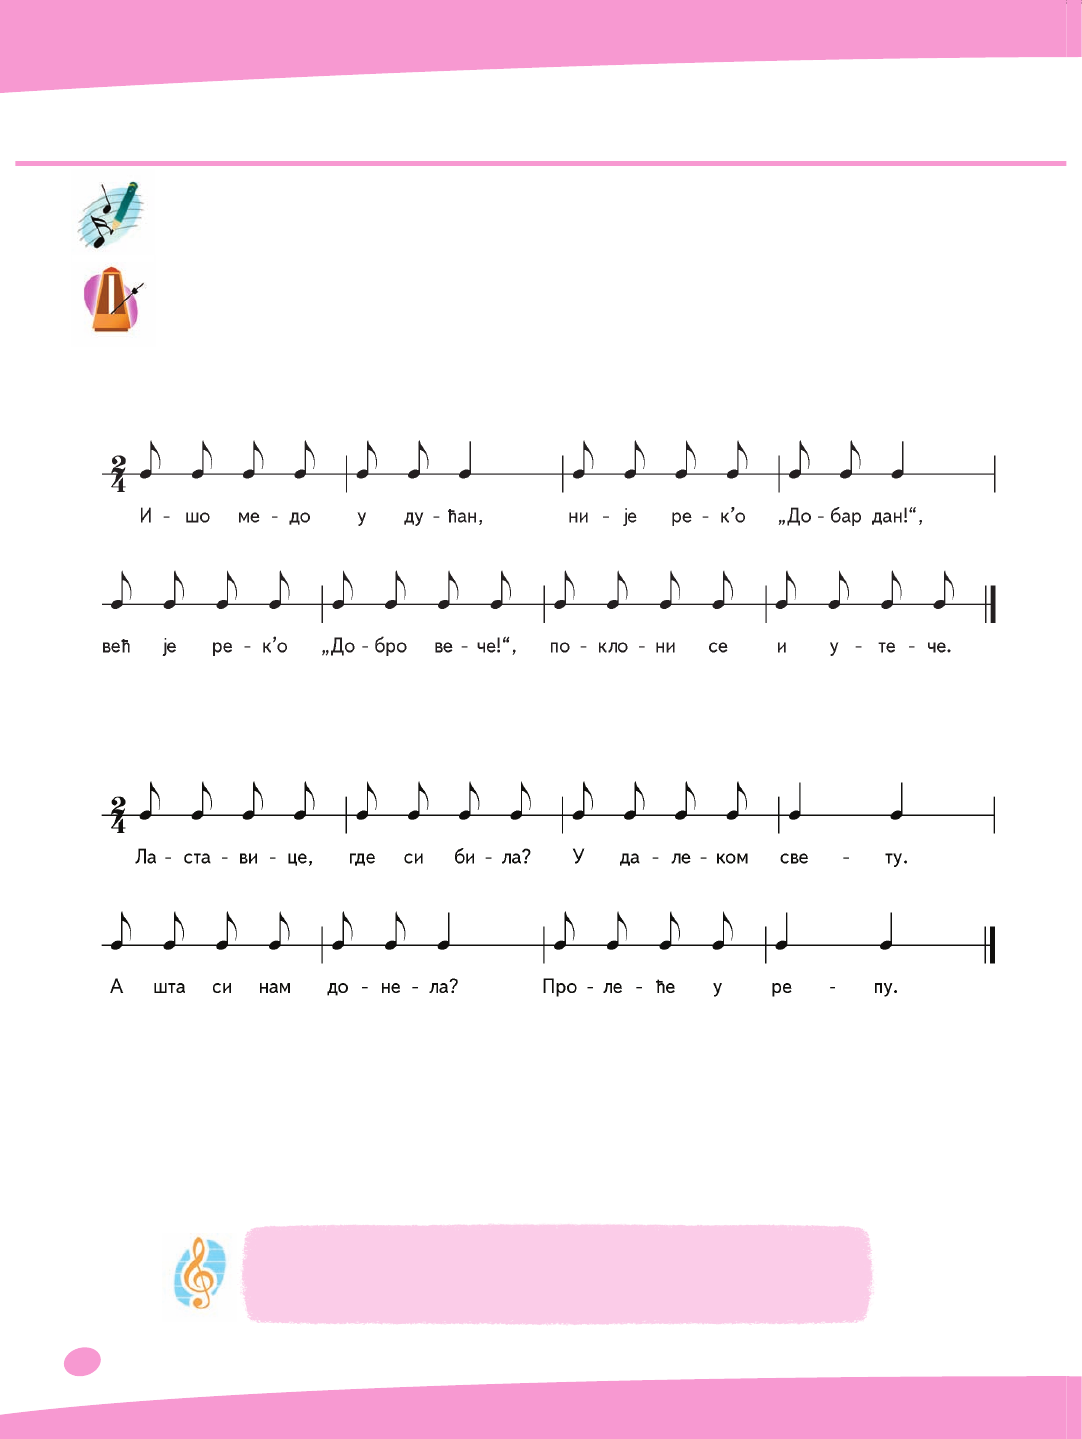 2
4
И – шо ме – до у ду – ћан, ни – је ре – к’о „До – бар дан!“,
већ је ре – к’о „До – бро ве – че!“, по – кло – ни се и у – те – че.
2
4
Ла – ста – ви – це, где си би – ла? У да – ле – ком све – ту.
А шта си нам до – не – ла? Про – ле – ће у ре – пу.